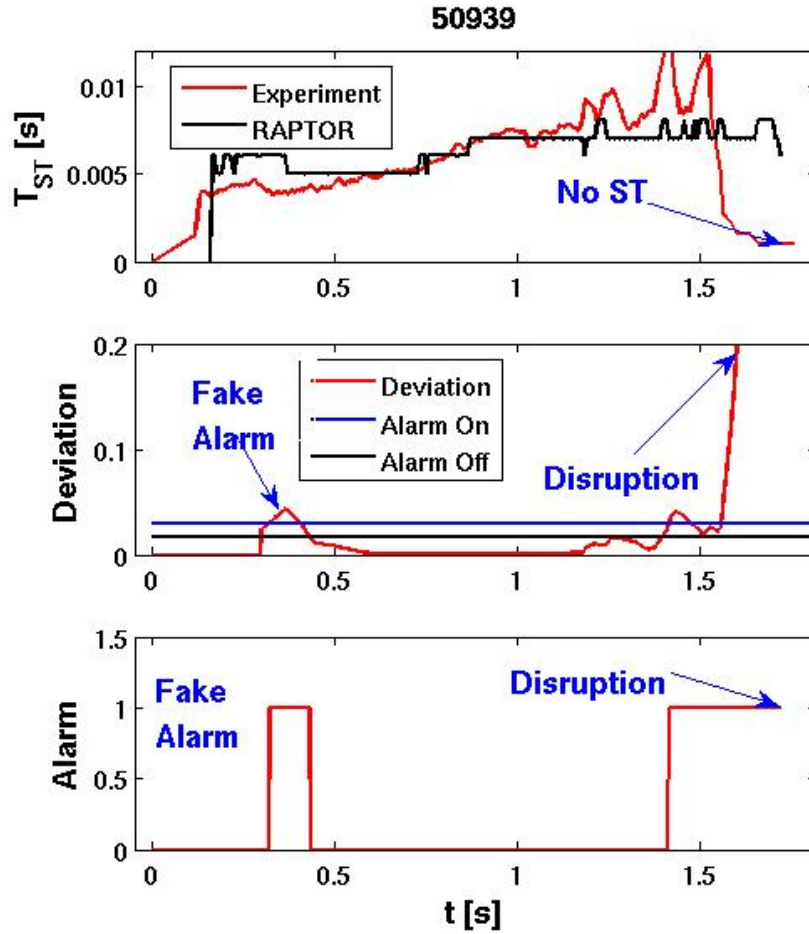 50939
T_ST [s]
0.01
0.005
0
Experiment
RAPTOR
No ST
0 0.5 1 1.5
Deviation
0.2
0.1
0
Fake
Alarm
Deviation
Alarm On
Alarm Off
Disruption
0 0.5 1 1.5
Alarm
1.5
1
0.5
0
Fake
Alarm
Disruption
0 0.5 1 1.5
t [s]